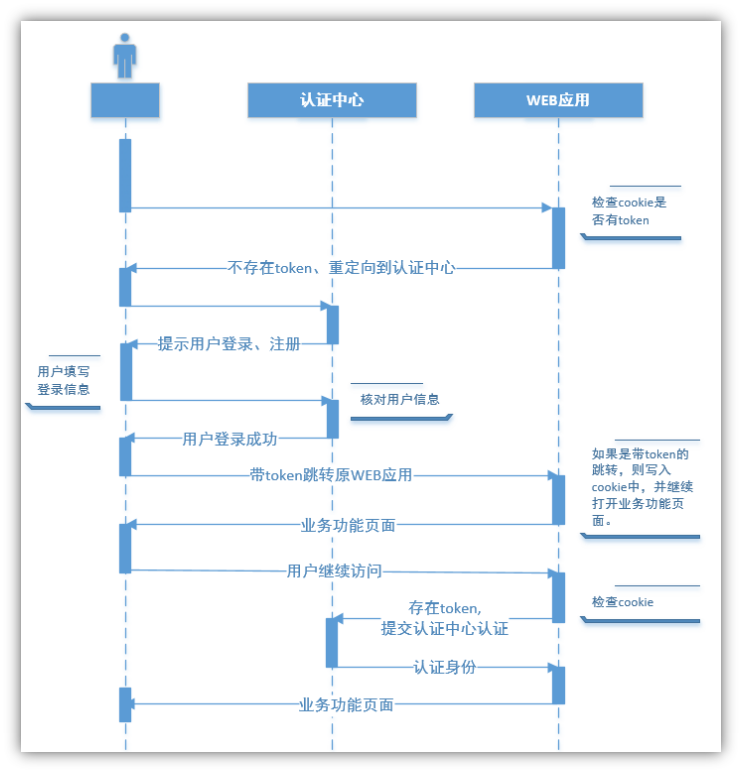 认证中心
WEB应用
检查cookie是
否有token
不存在token、重定向到认证中心
提示用户登录、注册
用户填写
登录信息
核对用户信息
用户登录成功
如果是带token的
跳转，则写入
cookie中，并继续
打开业务功能页
面。
带token跳转原WEB应用
业务功能页面
用户继续访问
检查cookie
存在token,
提交认证中心认证
认证身份
业务功能页面